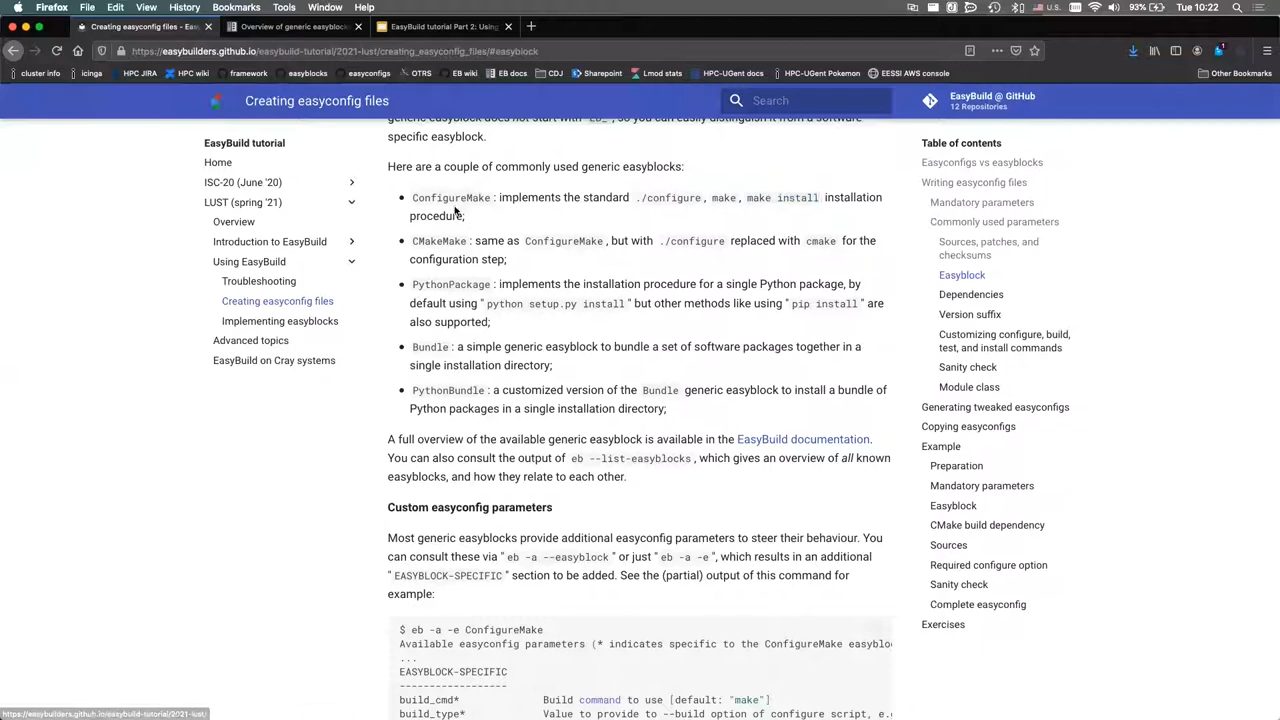 Firefox File Edit View History Bookmarks Tools Window Help
93% Tue 10:22
Creating easyconfig files - Eas
Overview of generic easyblocks
EasyBuild tutorial Part 2: Using
https://easybuilders.github.io/easybuild-tutorial/2021-lust/creating_easyconfig_files/#easyblock
cluster info icinga HPC JIRA HPC wiki framework easyblocks easyconfigs OTRS EB wiki EB docs CDJ Sharepoint Lmod stats HPC-UGent docs HPC-UGent Pokemon EESSI AWS console Other Bookmarks
Creating easyconfig files
Search
EasyBuild @ GitHub
12 Repositories
EasyBuild tutorial
Home
ISC-20 (June '20)
LUST (spring '21)
Overview
Introduction to EasyBuild
Using EasyBuild
Troubleshooting
Creating easyconfig files
Implementing easyblocks
Advanced topics
EasyBuild on Cray systems
generic easyblock does not start with EB_, so you can easily distinguish it from a software-
specific easyblock.
Here are a couple of commonly used generic easyblocks:
• ConfigureMake: implements the standard ./configure, make, make install installation
procedure;
• CMakeMake: same as ConfigureMake, but with ./configure replaced with cmake for the
configuration step;
• PythonPackage: implements the installation procedure for a single Python package, by
default using "python setup.py install" but other methods like using "pip install" are
also supported;
• Bundle: a simple generic easyblock to bundle a set of software packages together in a
single installation directory;
• PythonBundle: a customized version of the Bundle generic easyblock to install a bundle of
Python packages in a single installation directory;
A full overview of the available generic easyblock is available in the EasyBuild documentation.
You can also consult the output of eb --list-easyblocks, which gives an overview of all known
easyblocks, and how they relate to each other.
Custom easyconfig parameters
Most generic easyblocks provide additional easyconfig parameters to steer their behaviour. You
can consult these via "eb -a --easyblock" or just "eb -a -e", which results in an additional
"EASYBLOCK-SPECIFIC" section to be added. See the (partial) output of this command for
example:
$ eb -a -e ConfigureMake
Available easyconfig parameters (* indicates specific to the ConfigureMake easybloc
...
EASYBLOCK-SPECIFIC
------------------
build_cmd* Build command to use [default: "make"]
build_type* Value to provide to --build option of configure script, e.g
Table of contents
Easyconfigs vs easyblocks
Writing easyconfig files
Mandatory parameters
Commonly used parameters
Sources, patches, and
checksums
Easyblock
Dependencies
Version suffix
Customizing configure, build,
test, and install commands
Sanity check
Module class
Generating tweaked easyconfigs
Copying easyconfigs
Example
Preparation
Mandatory parameters
Easyblock
CMake build dependency
Sources
Required configure option
Sanity check
Complete easyconfig
Exercises
https://easybuilders.github.io/easybuild-tutorial/2021-lust/